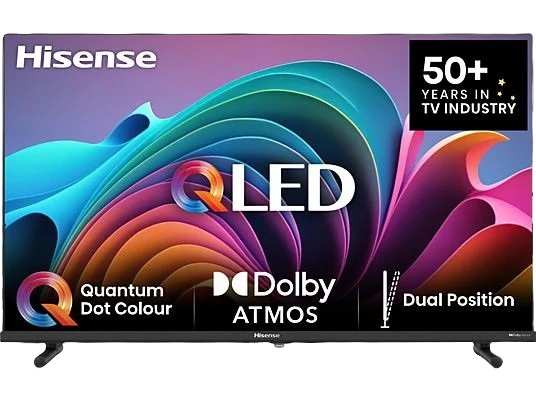 Hisense
50+
YEARS IN
TV INDUSTRY
QLED
Quantum
Dot Colour
Dolby
ATMOS
Dual Position
Hisense